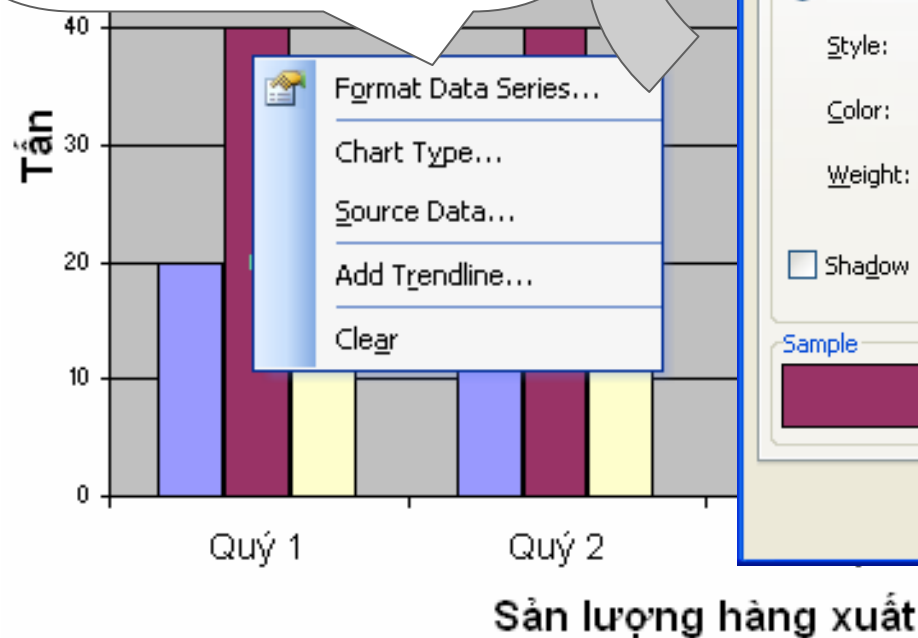 40
Format Data Series...
Chart Type...
Source Data...
Add Trendline...
Clear
Tấn
30
20
10
0
Quý 1
Quý 2
Sản lượng hàng xuất
Style:
Color:
Weight:
Shadow
Sample